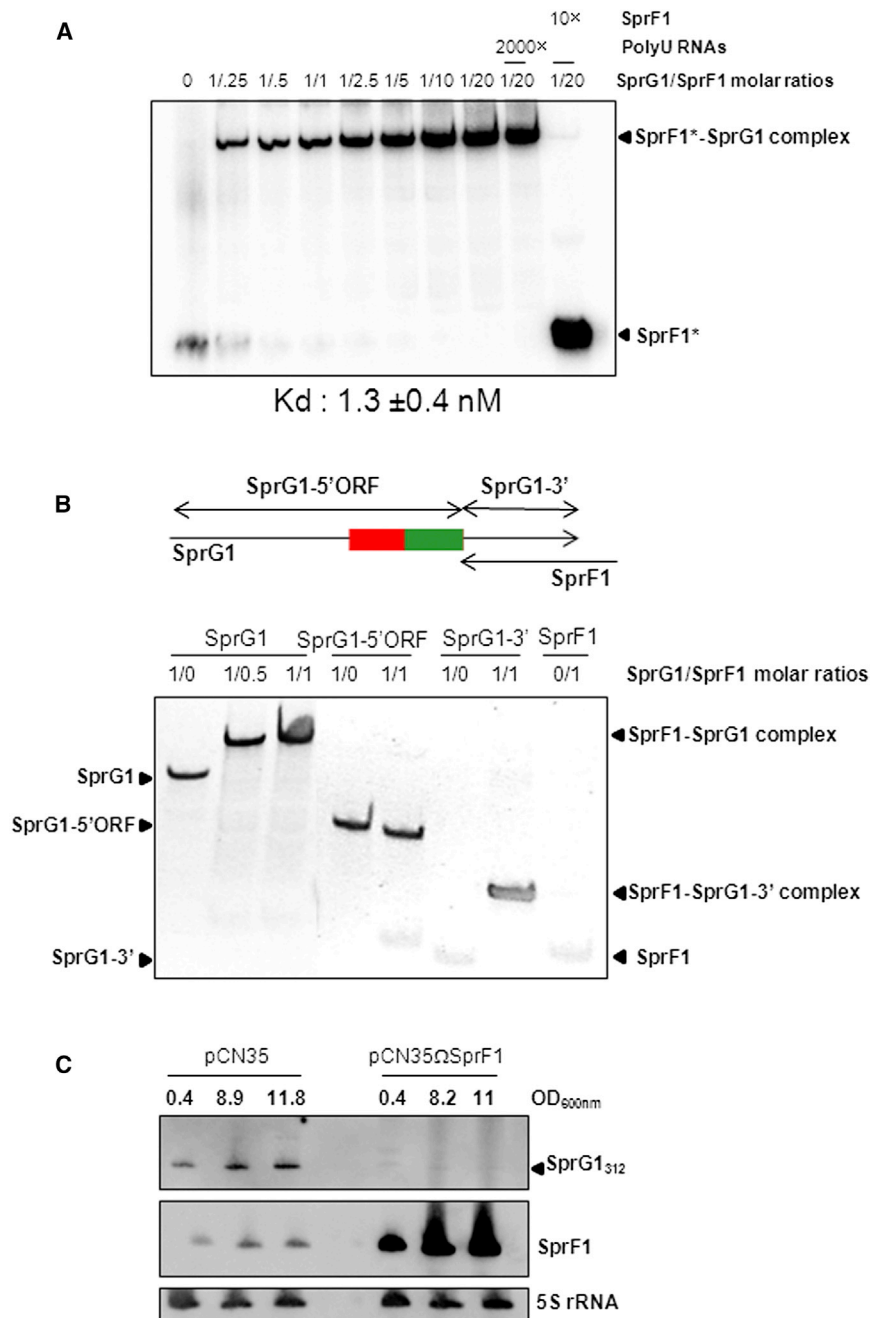 A
10×
SprF1
2000×
PolyU RNAs
0 1/.25 1/.5 1/1 1/2.5 1/5 1/10 1/20 1/20 1/20
SprG1/SprF1 molar ratios
SprF1*-SprG1 complex
SprF1*
Kd : 1.3 ±0.4 nM
B
SprG1-5'ORF
SprG1-3'
SprG1
SprF1
SprG1 SprG1-5'ORF SprG1-3' SprF1
1/0 1/0.5 1/1 1/0 1/1 1/0 1/1 0/1
SprG1/SprF1 molar ratios
SprF1-SprG1 complex
SprG1
SprG1-5'ORF
SprF1-SprG1-3' complex
SprG1-3'
SprF1
C
pCN35
pCN35ΩSprF1
0.4 8.9 11.8 0.4 8.2 11 OD600nm
SprG1312
SprF1
5S rRNA